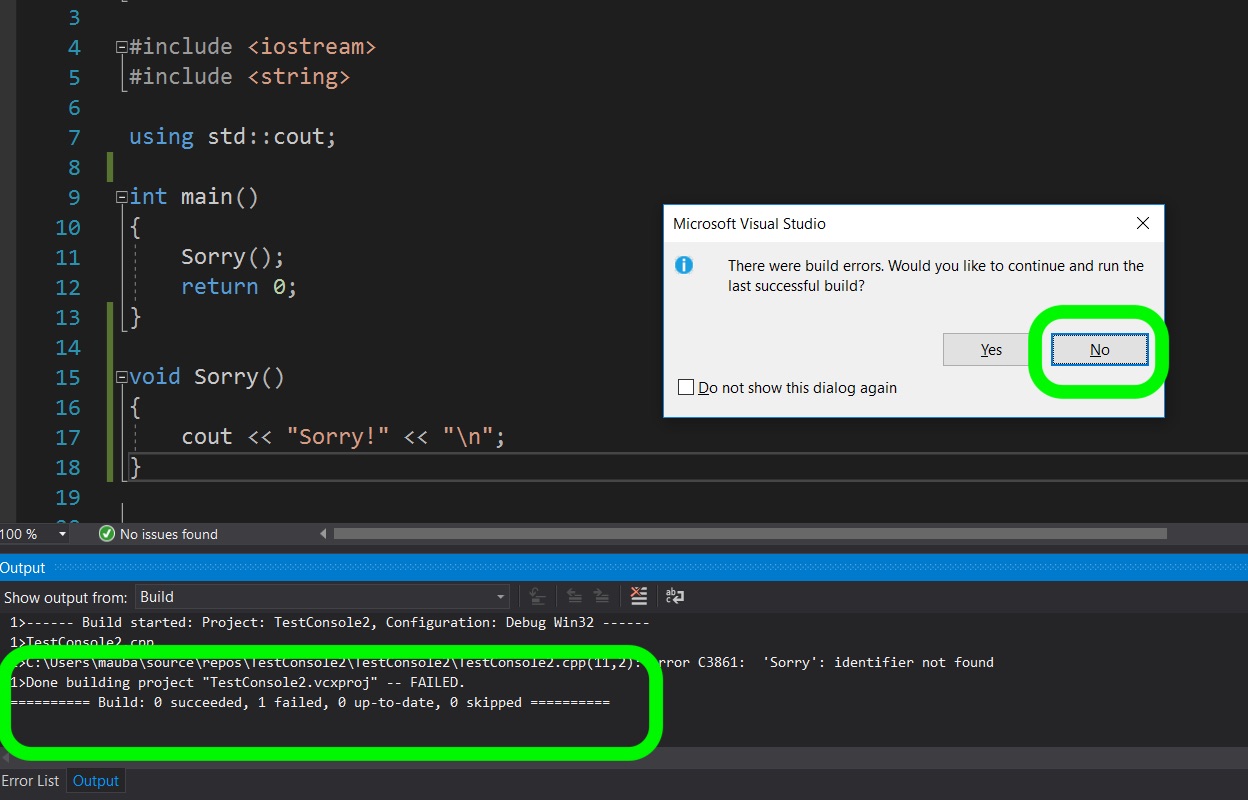 3
4 #include <iostream>
5 #include <string>
6
7 using std::cout;
8
9 int main()
10 {
11 Sorry();
12 return 0;
13 }
14
15 void Sorry()
16 {
17 cout << "Sorry!" << "\n";
18 }
19
Microsoft Visual Studio
There were build errors. Would you like to continue and run the
last successful build?
Yes No
Do not show this dialog again
100 % No issues found
Output
Show output from: Build
1>------ Build started: Project: TestConsole2, Configuration: Debug Win32 ------
1>TestConsole2.cpp
>C:\Users\mauba\source\repos\TestConsole2\TestConsole2\TestConsole2.cpp(11,2): error C3861: 'Sorry': identifier not found
1>Done building project "TestConsole2.vcxproj" -- FAILED.
========== Build: 0 succeeded, 1 failed, 0 up-to-date, 0 skipped ==========
Error List Output